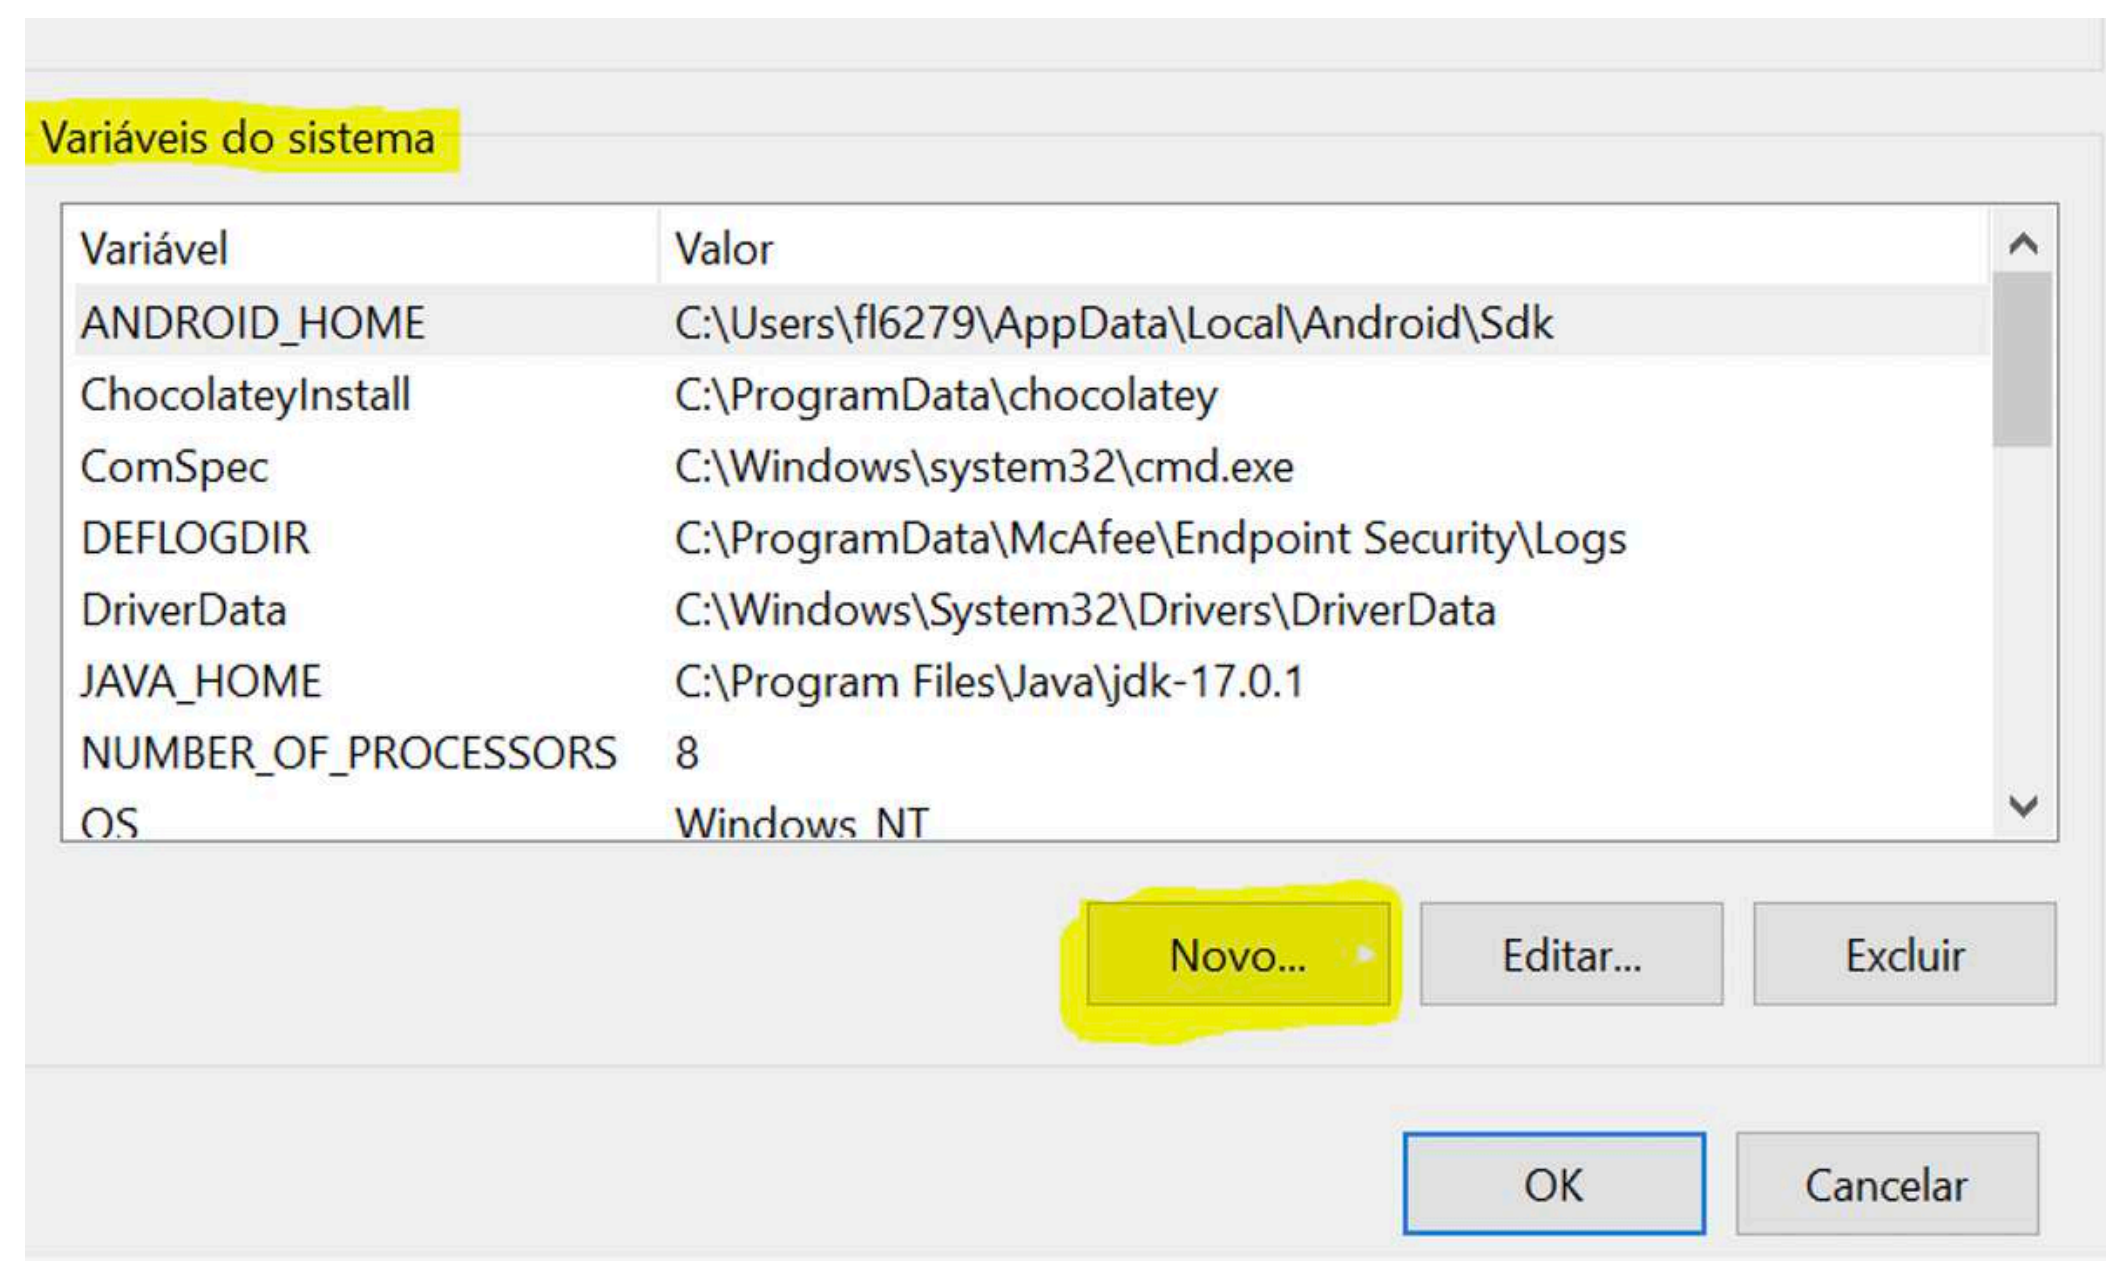 Variáveis do sistema
Variável Valor
ANDROID_HOME C:\Users\fl6279\AppData\Local\Android\Sdk
ChocolateyInstall C:\ProgramData\chocolatey
ComSpec C:\Windows\system32\cmd.exe
DEFLOGDIR C:\ProgramData\McAfee\Endpoint Security\Logs
DriverData C:\Windows\System32\Drivers\DriverData
JAVA_HOME C:\Program Files\Java\jdk-17.0.1
NUMBER_OF_PROCESSORS 8
OS Windows_NT
Novo... Editar... Excluir
OK Cancelar